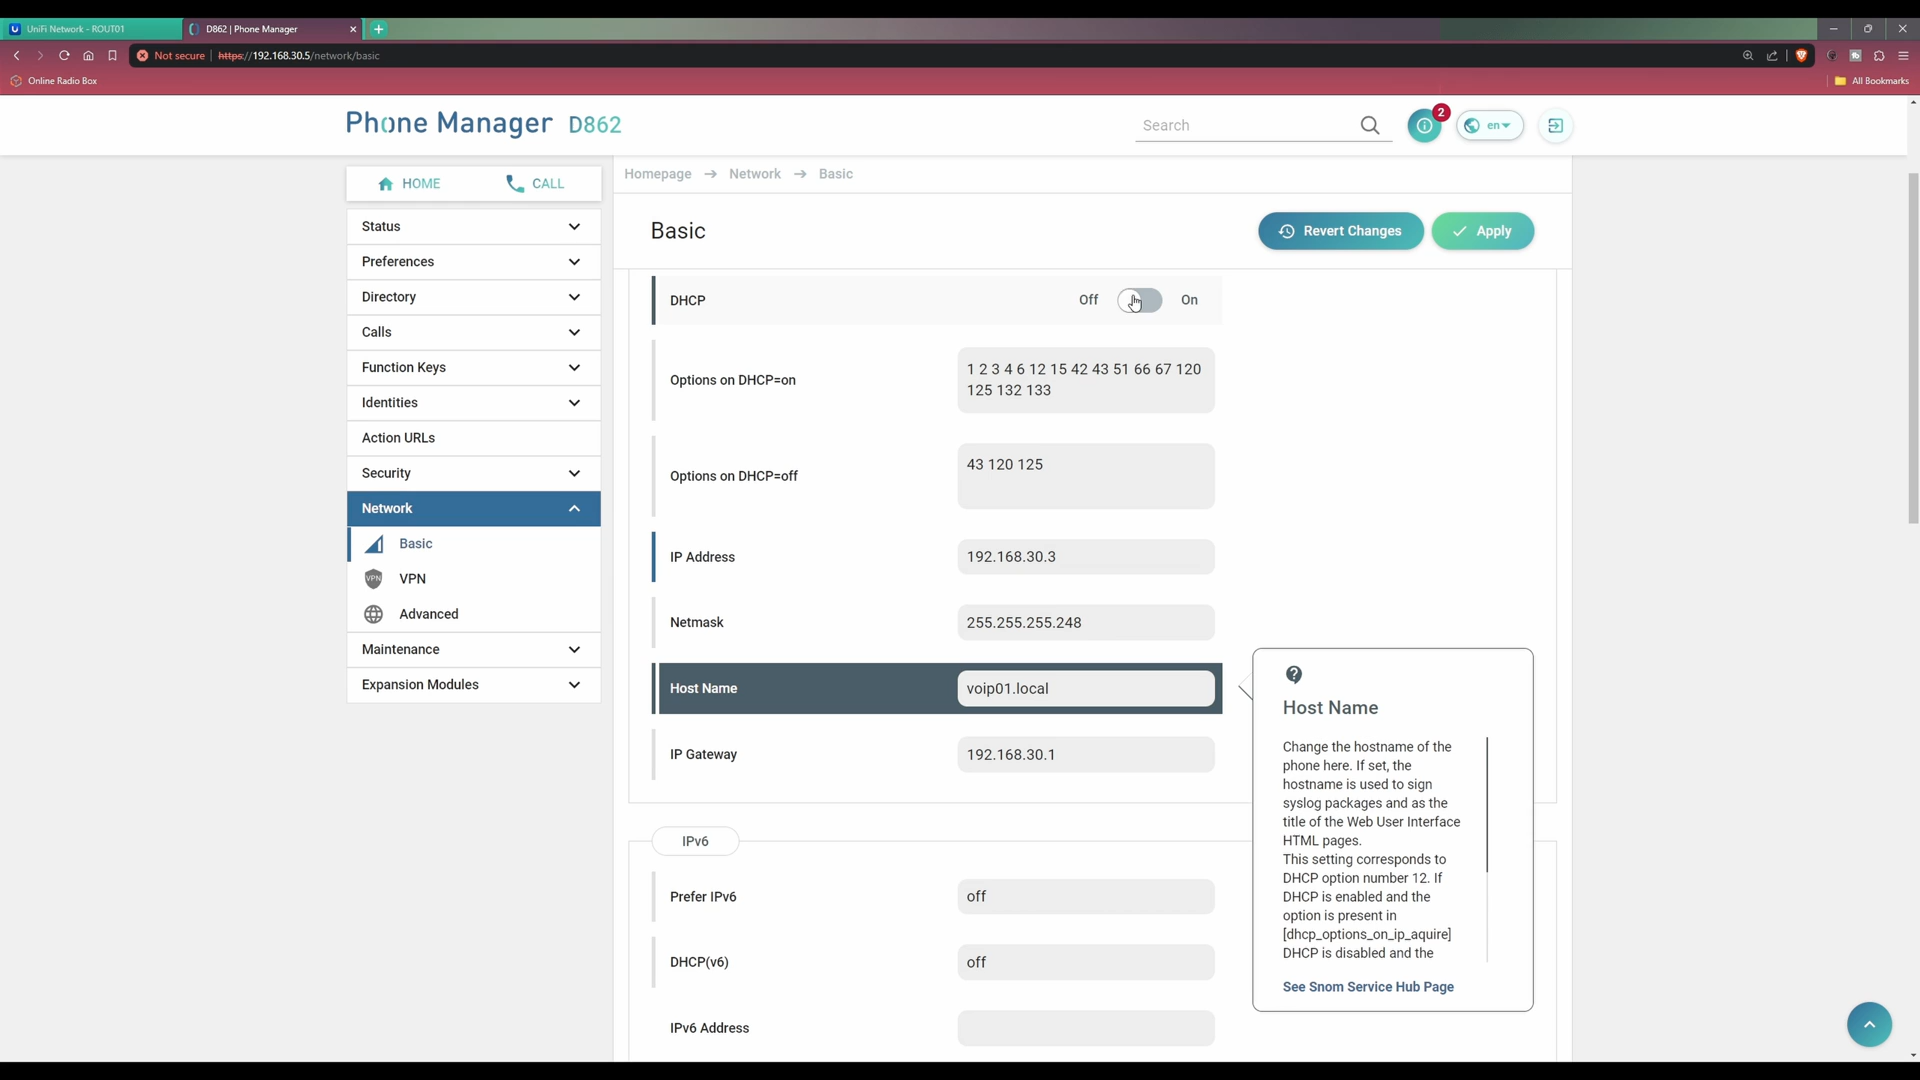 UniFi Network - ROUT01
D862 | Phone Manager
Not secure
https://192.168.30.5/network/basic
Online Radio Box
All Bookmarks
Phone Manager D862
Search
2
en
HOME
CALL
Homepage → Network → Basic
Status
Preferences
Directory
Calls
Function Keys
Identities
Action URLs
Security
Network
Basic
VPN
VPN
Advanced
Maintenance
Expansion Modules
Basic
Revert Changes
Apply
DHCP
Off
On
Options on DHCP=on
1 2 3 4 6 12 15 42 43 51 66 67 120
125 132 133
Options on DHCP=off
43 120 125
IP Address
192.168.30.3
Netmask
255.255.255.248
Host Name
voip01.local
IP Gateway
192.168.30.1
Host Name
Change the hostname of the
phone here. If set, the
hostname is used to sign
syslog packages and as the
title of the Web User Interface
HTML pages.
This setting corresponds to
DHCP option number 12. If
DHCP is enabled and the
option is present in
[dhcp_options_on_ip_aquire]
DHCP is disabled and the
See Snom Service Hub Page
IPv6
Prefer IPv6
off
DHCP(v6)
off
IPv6 Address